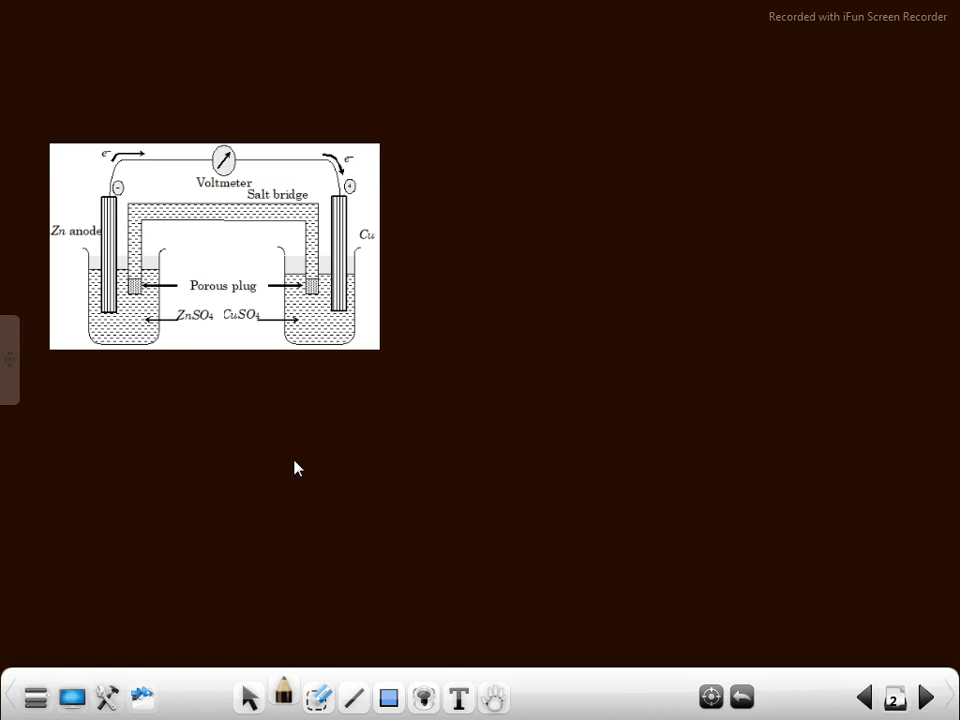 Recorded with iFun Screen Recorder
e⁻ e⁻
Voltmeter
- +
Salt bridge
Zn anode Cu
Porous plug
ZnSO₄ CuSO₄
T
2